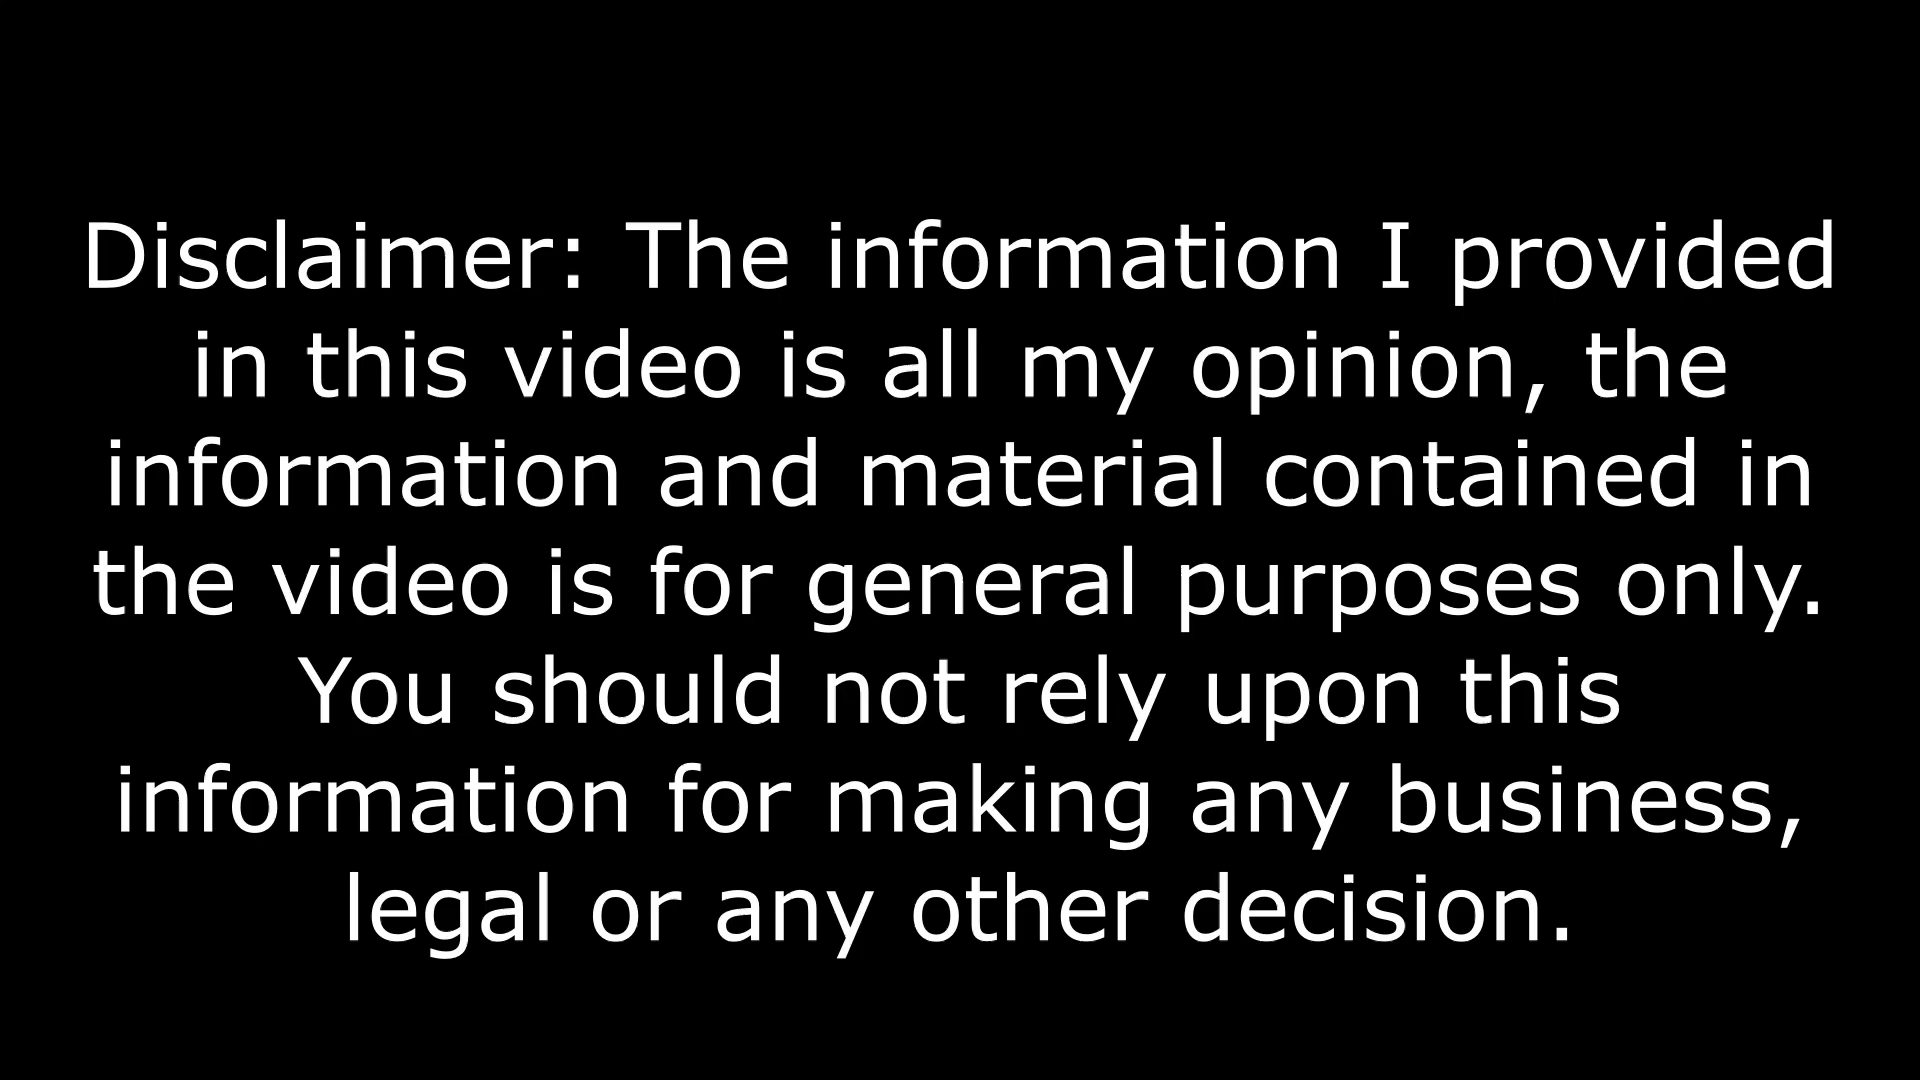 Disclaimer: The information I provided
in this video is all my opinion, the
information and material contained in
the video is for general purposes only.
You should not rely upon this
information for making any business,
legal or any other decision.